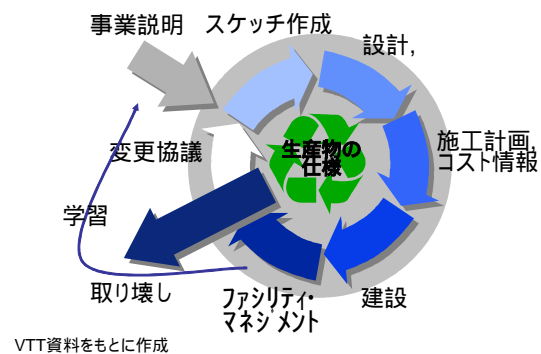 事業説明
スケッチ作成
設計,
施工計画,
コスト情報
生産物の
仕様
変更協議
学習
取り壊し
ファシリティ・
マネジメント
建設
VTT資料をもとに作成